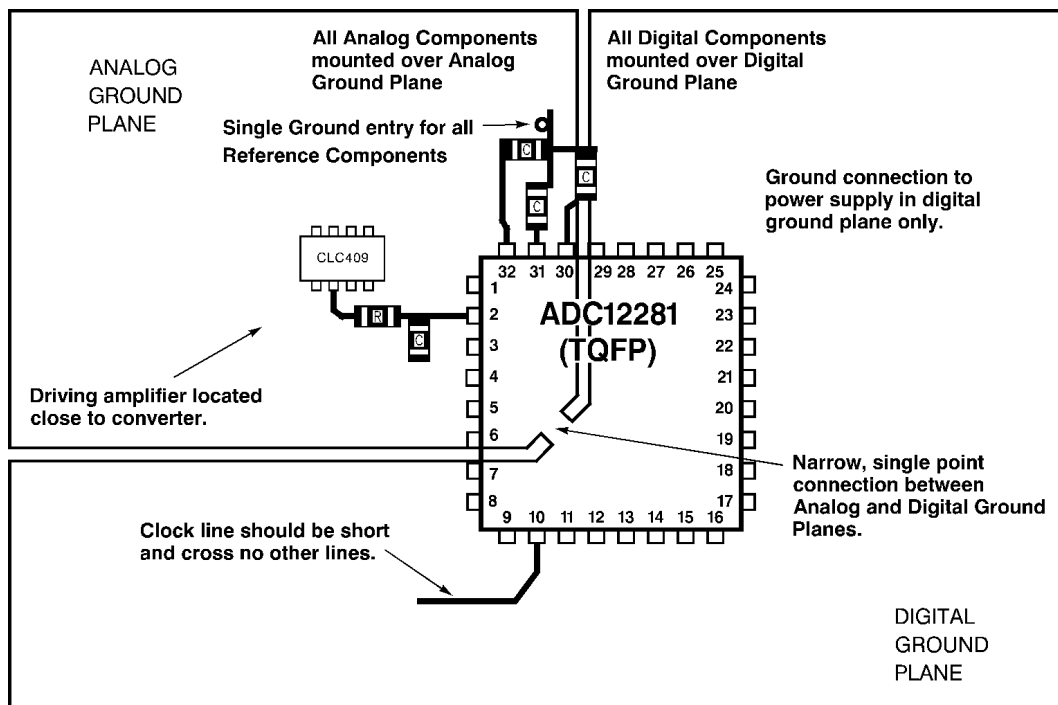 ANALOG
GROUND
PLANE
All Analog Components
mounted over Analog
Ground Plane
All Digital Components
mounted over Digital
Ground Plane
Single Ground entry for all
Reference Components
C
C
C
Ground connection to
power supply in digital
ground plane only.
CLC409
R
C
32 31 30 29 28 27 26 25
1
2
3
4
5
6
7
8
ADC12281
(TQFP)
24
23
22
21
20
19
18
17
9 10 11 12 13 14 15 16
Driving amplifier located
close to converter.
Narrow, single point
connection between
Analog and Digital Ground
Planes.
Clock line should be short
and cross no other lines.
DIGITAL
GROUND
PLANE